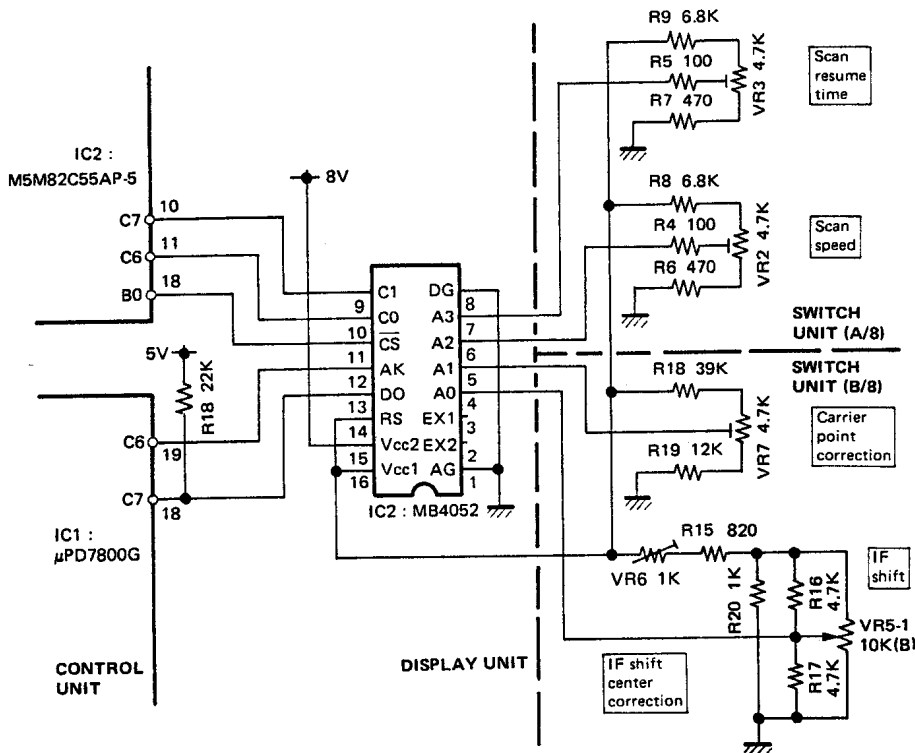 R9 6.8K
R5 100
VR3 4.7K
R7 470
Scan
resume
time
IC2 :
M5M82C55AP-5
8V
C7
10
C6
11
B0
18
R8 6.8K
R4 100
VR2 4.7K
R6 470
Scan
speed
C1
9
C0
10
CS
11
AK
12
DO
13
RS
14
Vcc2
15
Vcc1
16
DG
8
A3
7
A2
6
A1
5
A0
4
EX1
3
EX2
2
AG
1
IC2 : MB4052
5V
R18 22K
C6
19
C7
18
IC1 :
μPD7800G
SWITCH
UNIT (A/8)
SWITCH
UNIT (B/8)
R18 39K
VR7 4.7K
R19 12K
Carrier
point
correction
R15 820
VR6 1K
R20 1K
R16
4.7K
R17
4.7K
VR5-1
10K(B)
IF
shift
IF shift
center
correction
CONTROL
UNIT
DISPLAY UNIT